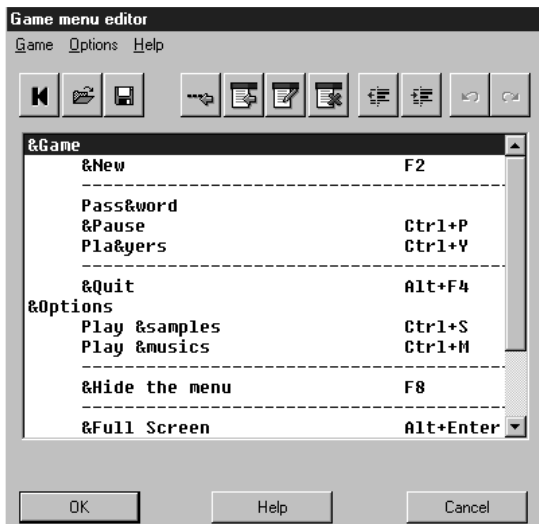 Game menu editor
Game Options Help
&Game
&New F2
--------------------------------
Pass&word
&Pause Ctrl+P
Pla&yers Ctrl+Y
--------------------------------
&Quit Alt+F4
&Options
Play &samples Ctrl+S
Play &musics Ctrl+M
--------------------------------
&Hide the menu F8
--------------------------------
&Full Screen Alt+Enter
OK Help Cancel